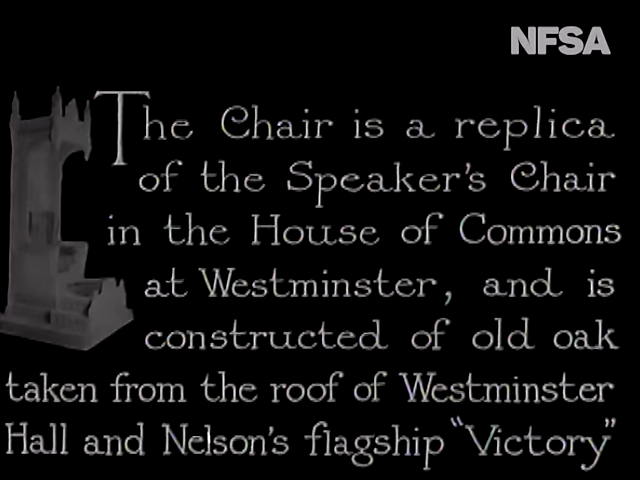 NFSA
The Chair is a replica
of the Speaker's Chair
in the House of Commons
at Westminster, and is
constructed of old oak
taken from the roof of Westminster
Hall and Nelson's flagship "Victory"